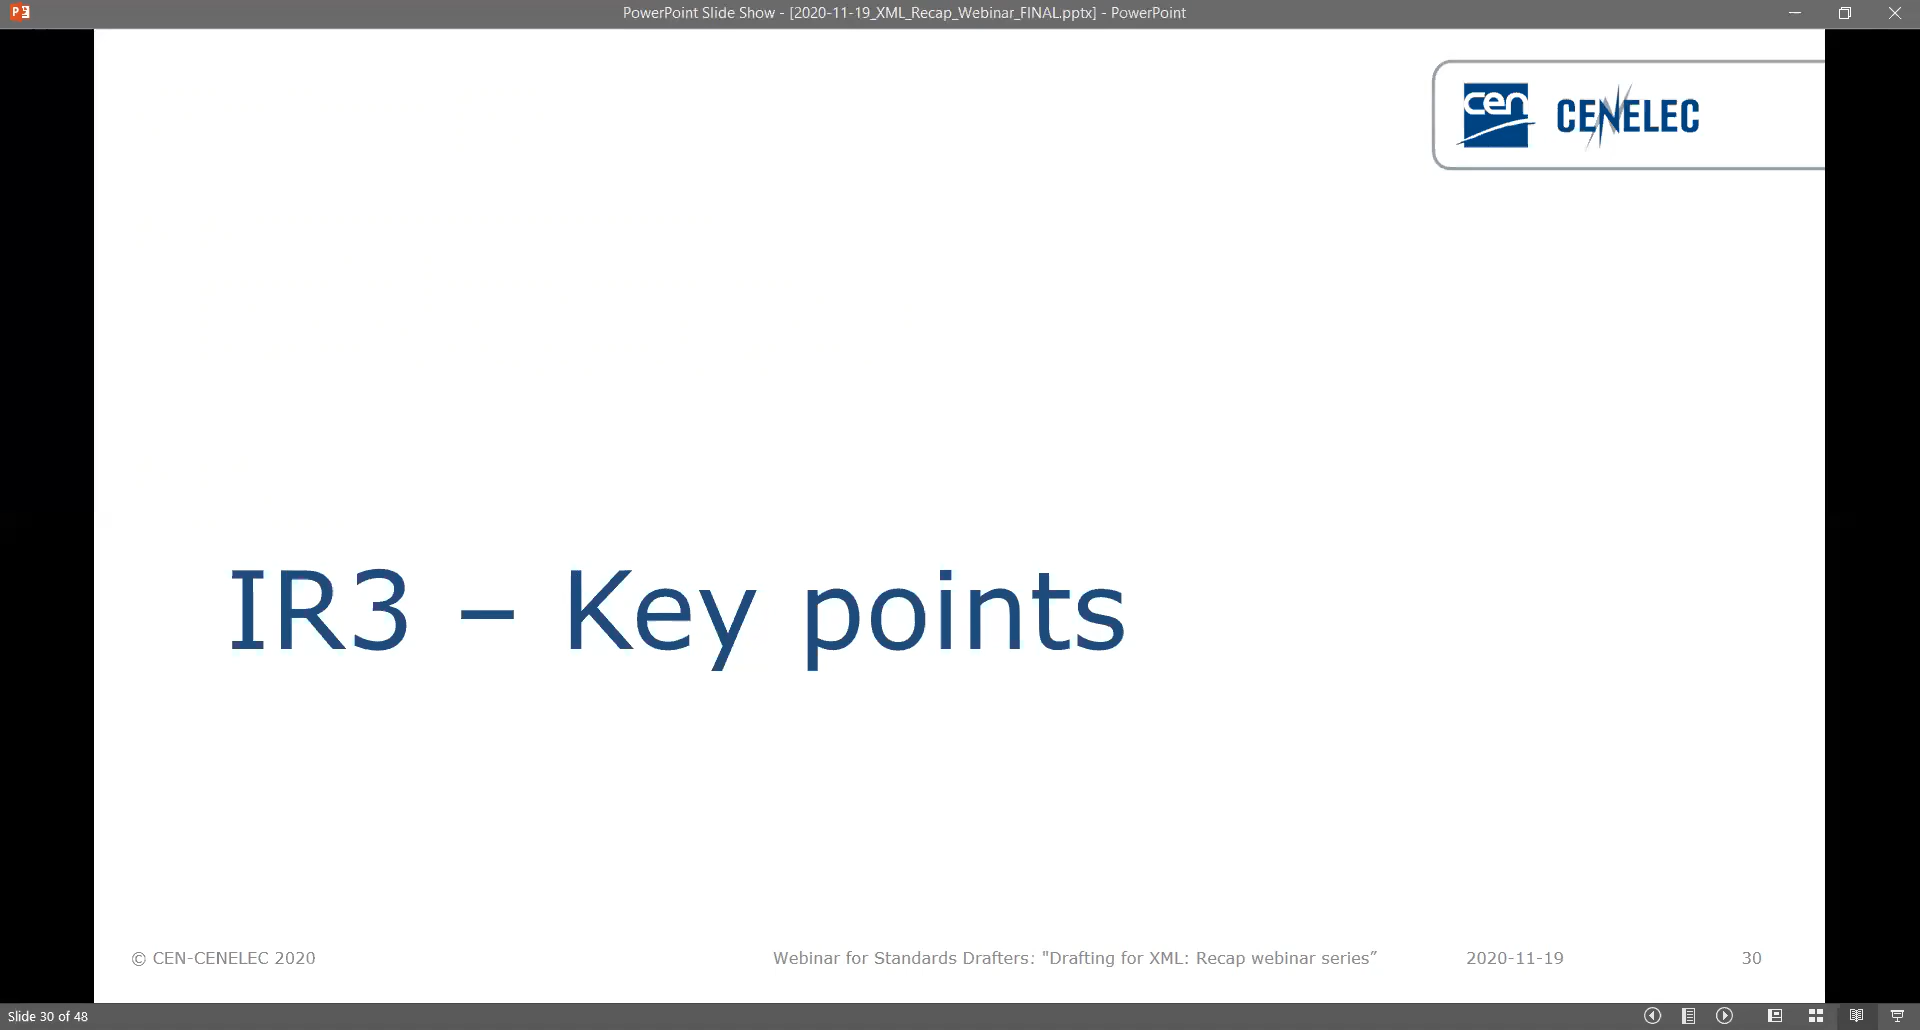 PowerPoint Slide Show - [2020-11-19_XML_Recap_Webinar_FINAL.pptx] - PowerPoint
cen CENELEC
IR3 – Key points
© CEN-CENELEC 2020 Webinar for Standards Drafters: "Drafting for XML: Recap webinar series” 2020-11-19 30
Slide 30 of 48